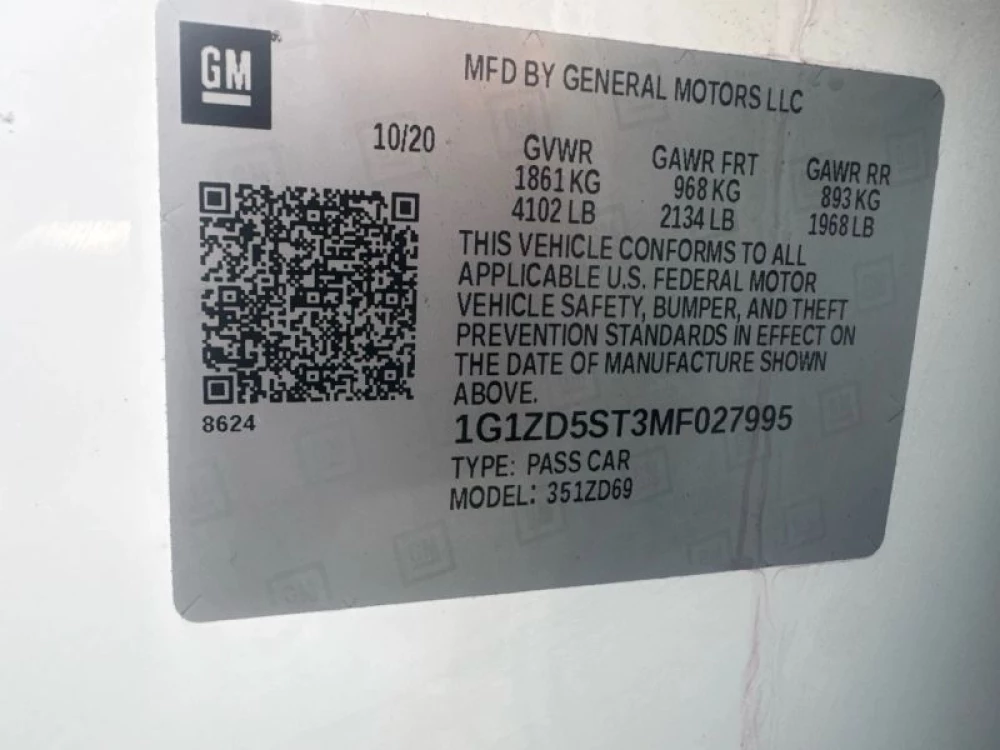 GM
MFD BY GENERAL MOTORS LLC
10/20
GVWR GAWR FRT GAWR RR
1861 KG 968 KG 893 KG
4102 LB 2134 LB 1968 LB
THIS VEHICLE CONFORMS TO ALL
APPLICABLE U.S. FEDERAL MOTOR
VEHICLE SAFETY, BUMPER, AND THEFT
PREVENTION STANDARDS IN EFFECT ON
THE DATE OF MANUFACTURE SHOWN
ABOVE.
8624
1G1ZD5ST3MF027995
TYPE: PASS CAR
MODEL: 351ZD69